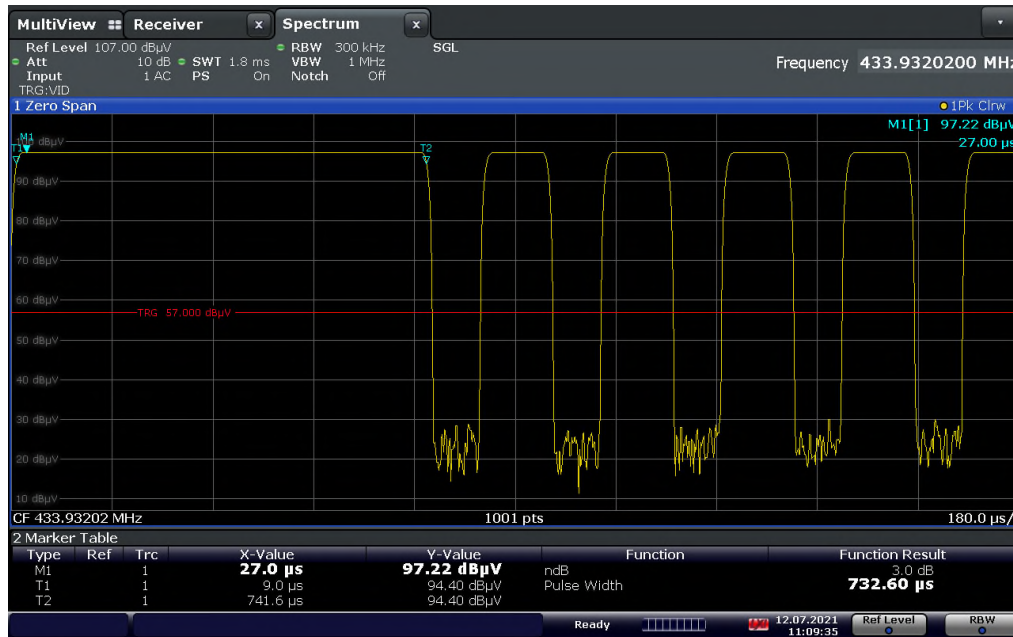 MultiView Receiver x Spectrum x
Ref Level 107.00 dBµV RBW 300 kHz SGL
Att 10 dB SWT 1.8 ms VBW 1 MHz
Input 1 AC PS On Notch Off
Frequency 433.9320200 MHz
TRG:VID
1 Zero Span 1Pk Clrw
M1[1] 97.22 dBµV
27.00 µs
M1
T1
T2
100 dBµV
90 dBµV
80 dBµV
70 dBµV
60 dBµV
TRG 57.000 dBµV
50 dBµV
40 dBµV
30 dBµV
20 dBµV
10 dBµV
CF 433.93202 MHz 1001 pts 180.0 µs/
2 Marker Table
Type Ref Trc X-Value Y-Value Function Function Result
M1 1 27.0 µs 97.22 dBµV ndB 3.0 dB
T1 1 9.0 µs 94.40 dBµV Pulse Width 732.60 µs
T2 1 741.6 µs 94.40 dBµV
Ready 12.07.2021 Ref Level RBW
11:09:35